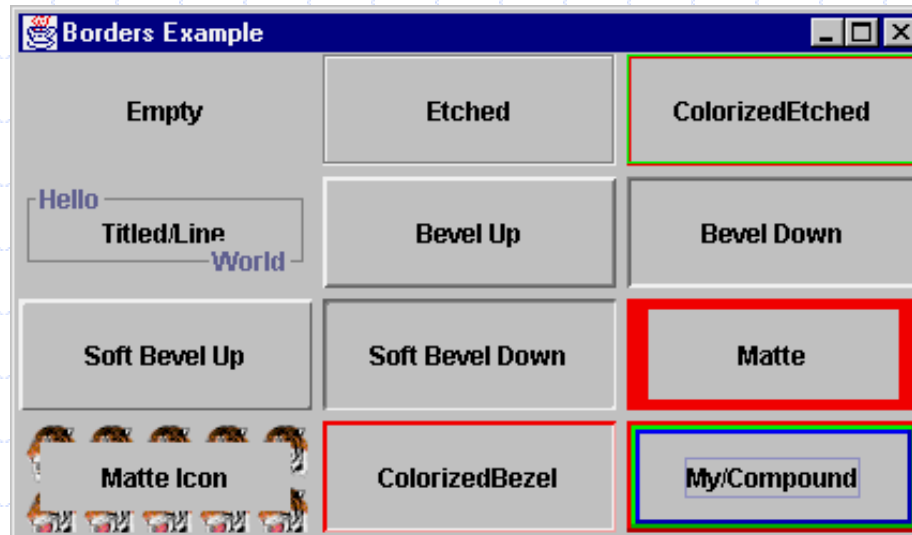 Borders Example
Empty
Etched
ColorizedEtched
Hello
Titled/Line
World
Bevel Up
Bevel Down
Soft Bevel Up
Soft Bevel Down
Matte
Matte Icon
ColorizedBezel
My/Compound